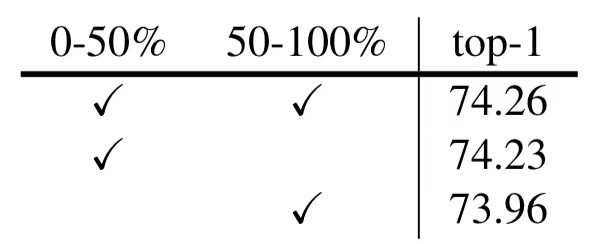 0-50% 50-100% top-1
✓ ✓ 74.26
✓ 74.23
✓ 73.96